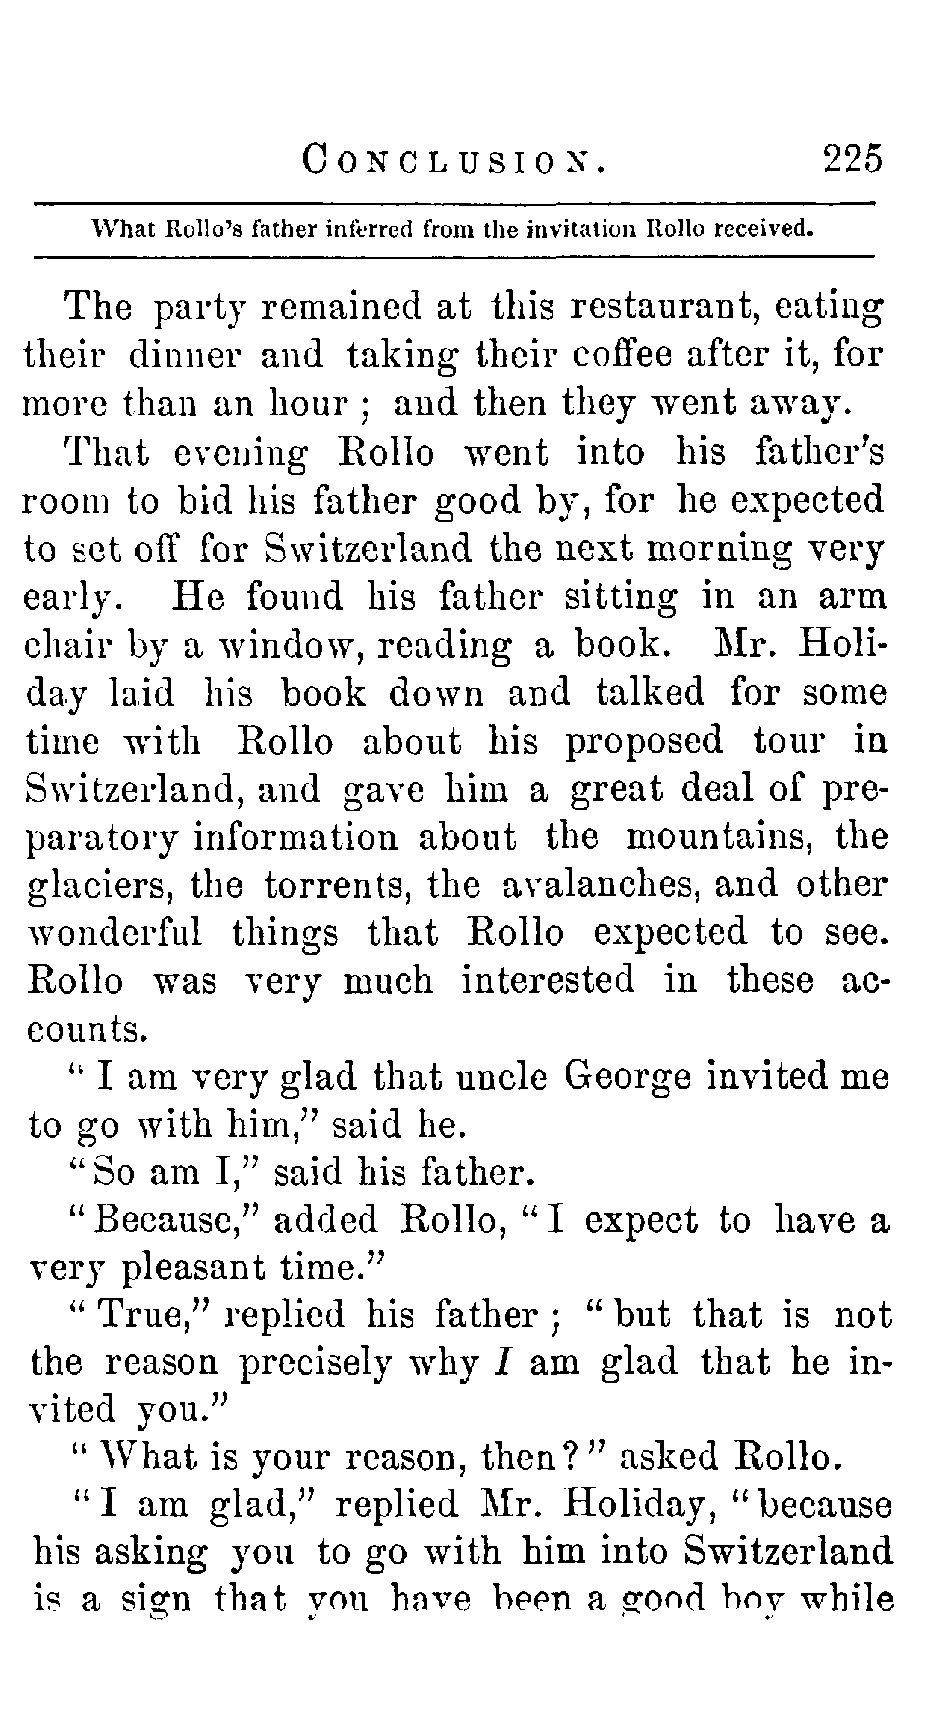 CONCLUSION. 225
What Rollo's father inferred from the invitation Rollo received.
The party remained at this restaurant, eating
their dinner and taking their coffee after it, for
more than an hour ; and then they went away.
That evening Rollo went into his father's
room to bid his father good by, for he expected
to set off for Switzerland the next morning very
early. He found his father sitting in an arm
chair by a window, reading a book. Mr. Holi-
day laid his book down and talked for some
time with Rollo about his proposed tour in
Switzerland, and gave him a great deal of pre-
paratory information about the mountains, the
glaciers, the torrents, the avalanches, and other
wonderful things that Rollo expected to see.
Rollo was very much interested in these ac-
counts.
" I am very glad that uncle George invited me
to go with him," said he.
"So am I," said his father.
"Because," added Rollo, "I expect to have a
very pleasant time."
"True," replied his father ; "but that is not
the reason precisely why I am glad that he in-
vited you."
"What is your reason, then?" asked Rollo.
"I am glad," replied Mr. Holiday, "because
his asking you to go with him into Switzerland
is a sign that you have been a good boy while